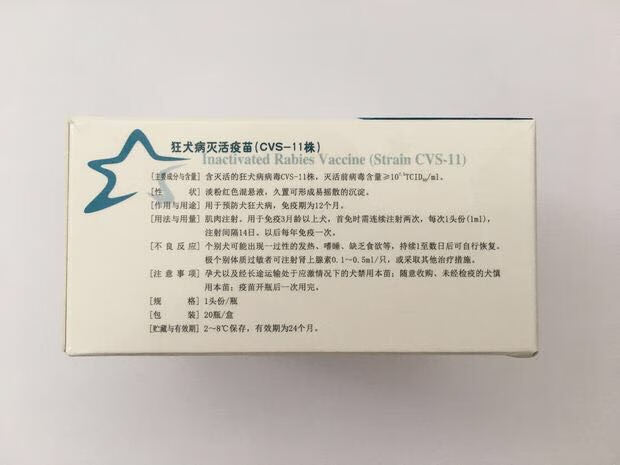 狂犬病灭活疫苗(CVS-11株)
Inactivated Rabies Vaccine (Strain CVS-11)
[主要成分与含量] 含灭活的狂犬病病毒CVS-11株，灭活前病毒含量≥TCID50/ml。
[性 状] 淡粉红色混悬液，久置可形成易摇散的沉淀。
[作用与用途] 用于预防犬狂犬病，免疫期为12个月。
[用法与用量] 肌肉注射。用于免疫3月龄以上犬，首免时需连续注射两次，每次1头份(1ml)，
注射间隔14日。以后每年免疫一次。
[不良反应] 个别犬可能出现一过性的发热、嗜睡、缺乏食欲等，持续1至数日后可自行恢复。
极个别体质过敏者可注射肾上腺素0.1~0.5ml/只，或采取其他治疗措施。
[注意事项] 孕犬以及经长途运输处于应激情况下的犬禁用本苗；随意收购、未经检疫的犬慎
用本苗；疫苗开瓶后一次用完。
[规 格] 1头份/瓶
[包 装] 20瓶/盒
[贮藏与有效期] 2~8℃保存，有效期为24个月。